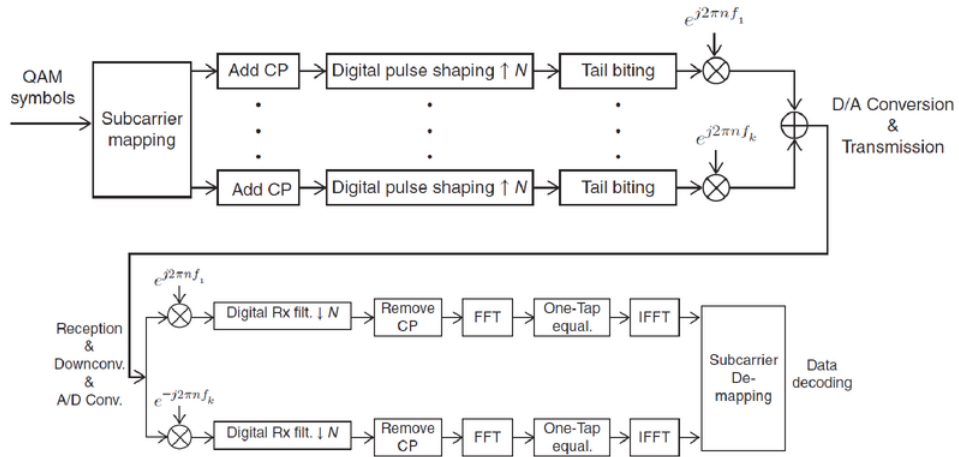 e^{j2πnf_1}
QAM
symbols
Subcarrier
mapping
Add CP
Digital pulse shaping ↑ N
Tail biting
D/A Conversion
&
Transmission
e^{j2πnf_k}
Add CP
Digital pulse shaping ↑ N
Tail biting
e^{j2πnf_1}
Reception
&
Downconv.
&
A/D Conv.
Digital Rx filt. ↓ N
Remove
CP
FFT
One-Tap
equal.
IFFT
Subcarrier
De-
mapping
Data
decoding
e^{-j2πnf_k}
Digital Rx filt. ↓ N
Remove
CP
FFT
One-Tap
equal.
IFFT